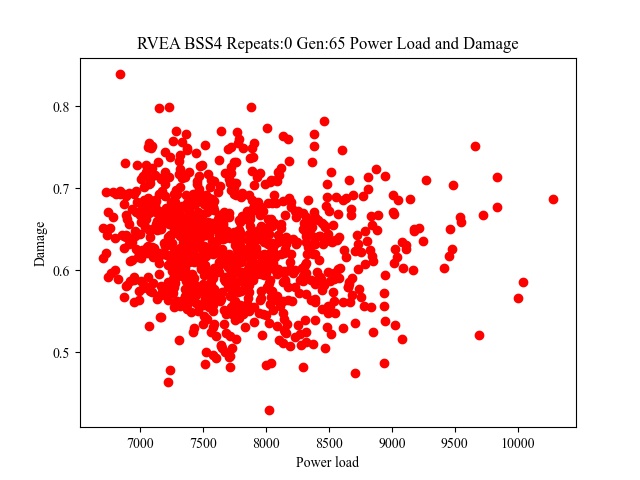 RVEA BSS4 Repeats:0 Gen:65 Power Load and Damage
0.8
0.7
0.6
0.5
Damage
7000 7500 8000 8500 9000 9500 10000
Power load